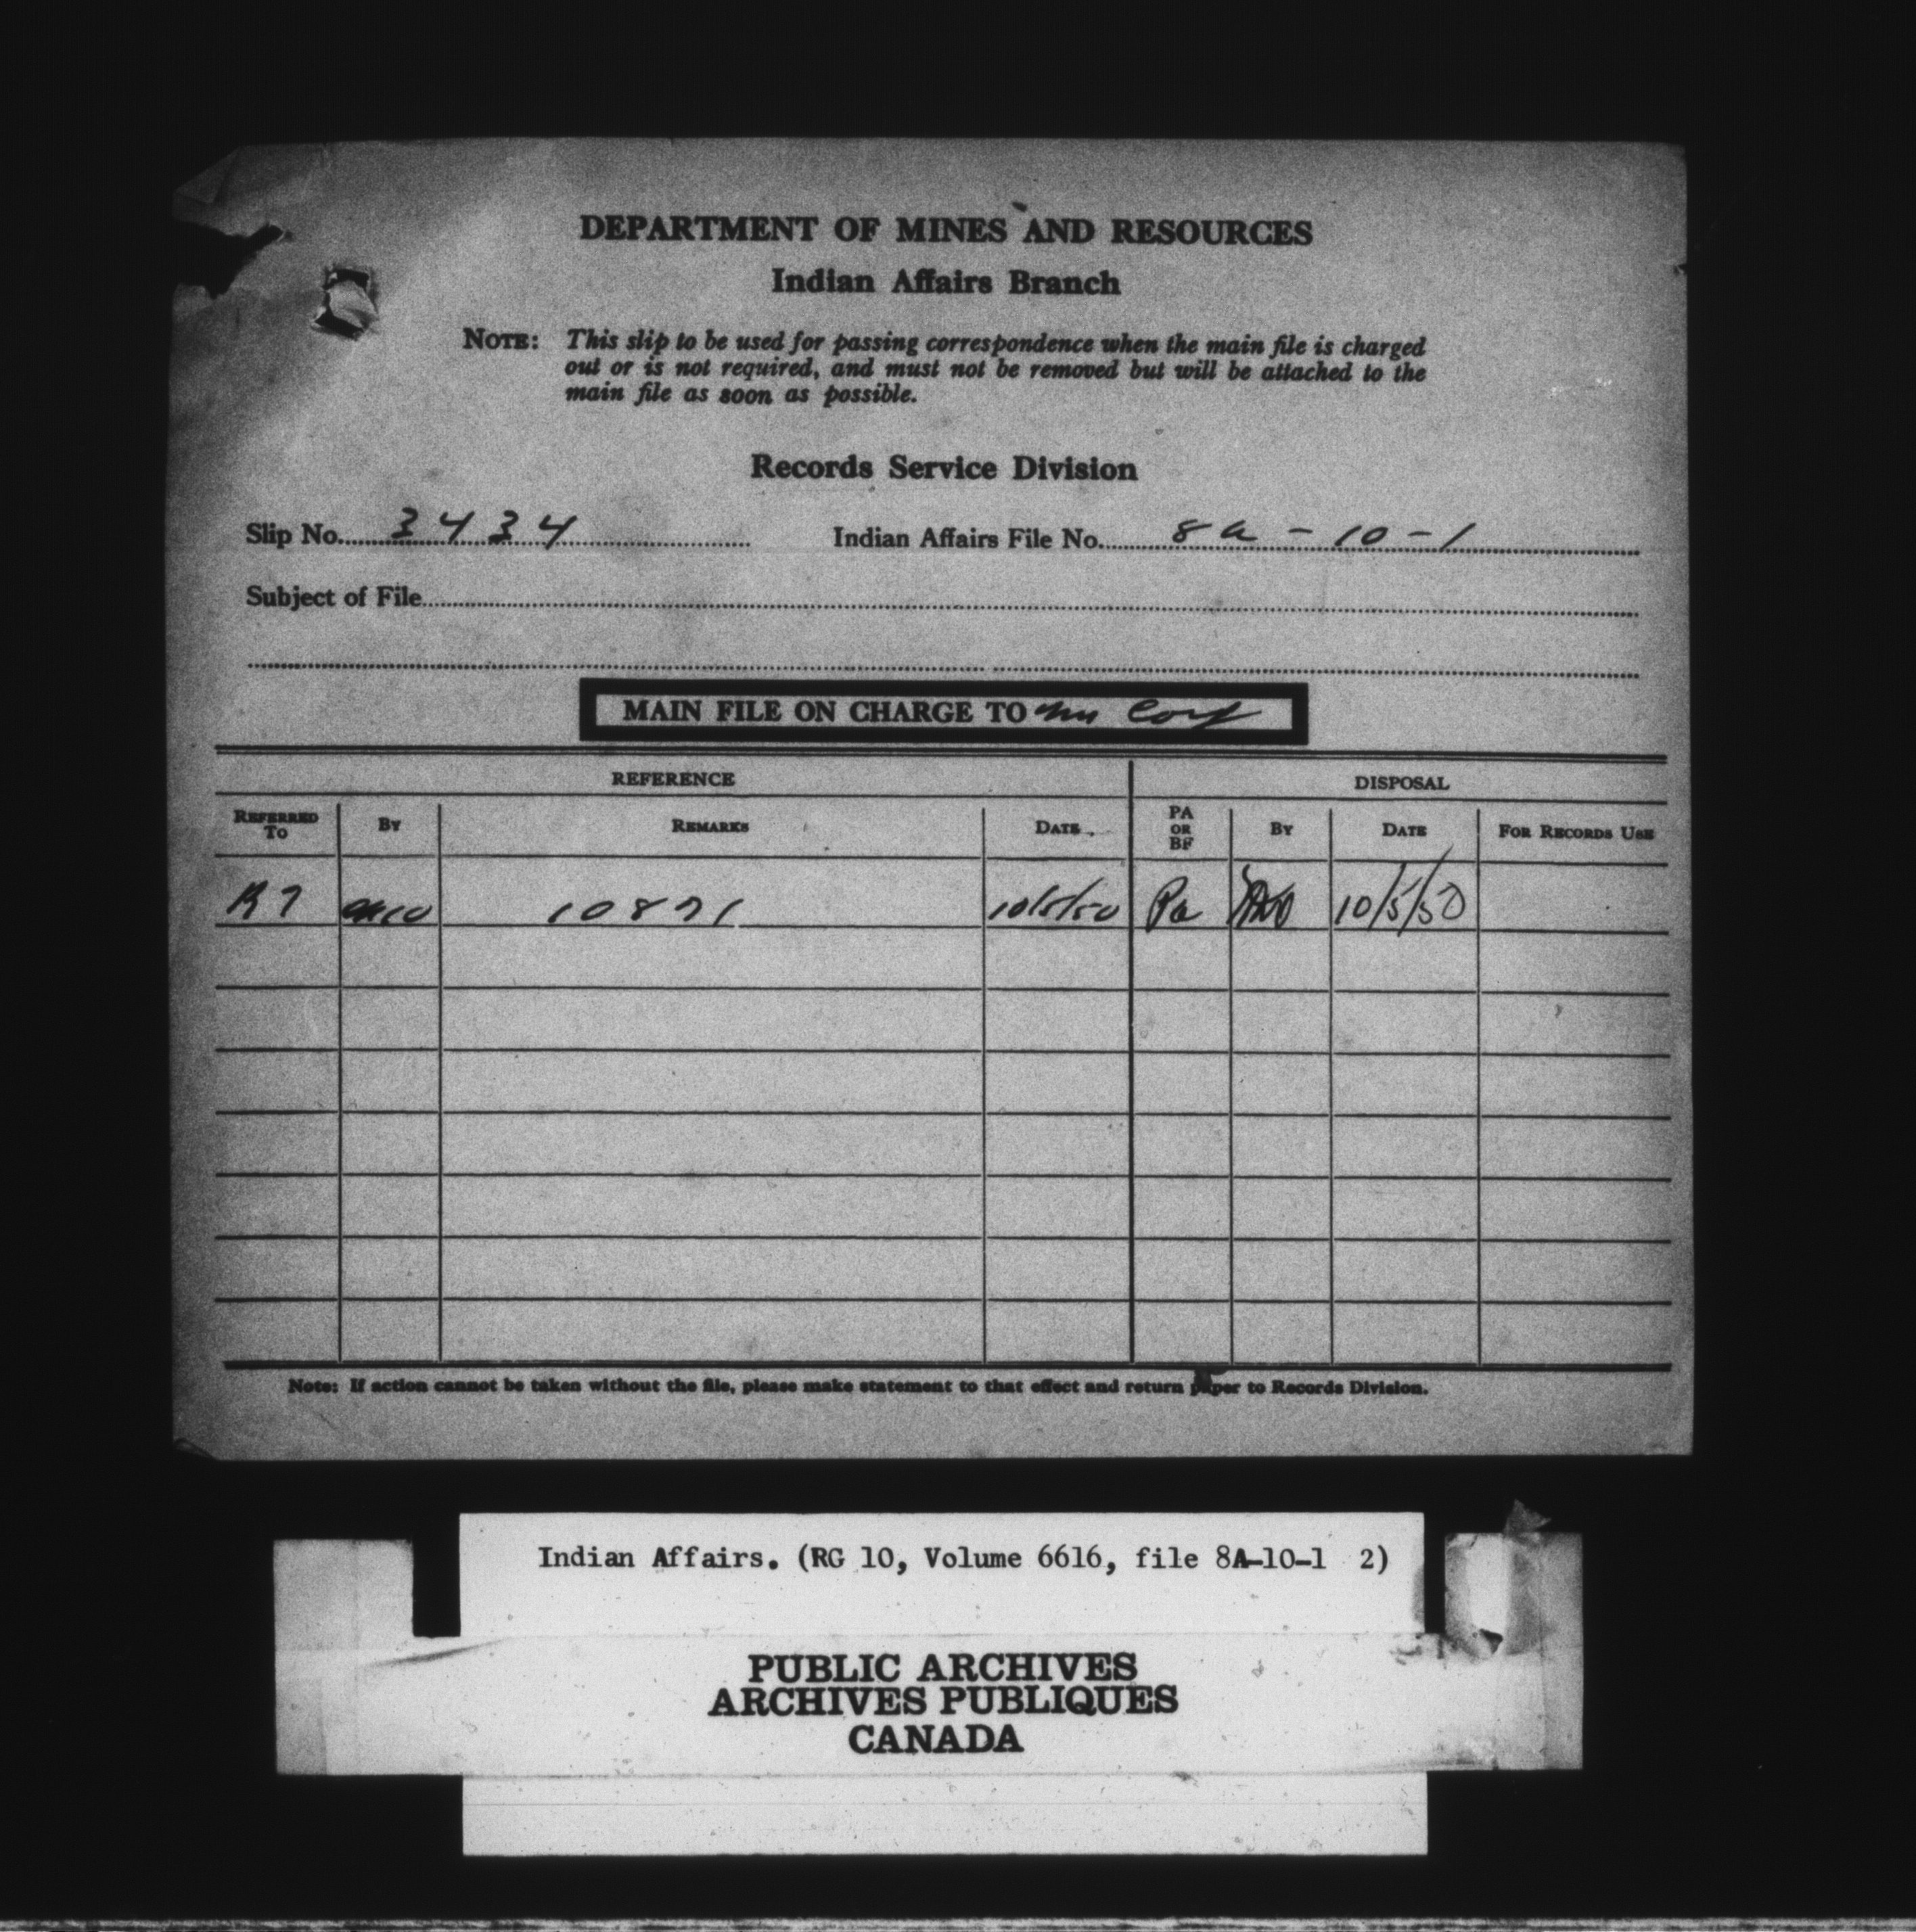 DEPARTMENT OF MINES AND RESOURCES
Indian Affairs Branch
NOTE: This slip to be used for passing correspondence when the main file is charged
out or is not required, and must not be removed but will be attached to the
main file as soon as possible.
Records Service Division
Slip No. 3434 Indian Affairs File No. 8a-10-1
Subject of File
MAIN FILE ON CHARGE TO
REFERENCE DISPOSAL
REFERRED TO BY REMARKS DATE PA OR BF BY DATE FOR RECORDS USE
R7 10871 10/5/50 Pa 10/5/50
Note: If action cannot be taken without the file, please make statement to that effect and return paper to Records Division.
Indian Affairs. (RG 10, Volume 6616, file 8A-10-1 2)
PUBLIC ARCHIVES
ARCHIVES PUBLIQUES
CANADA